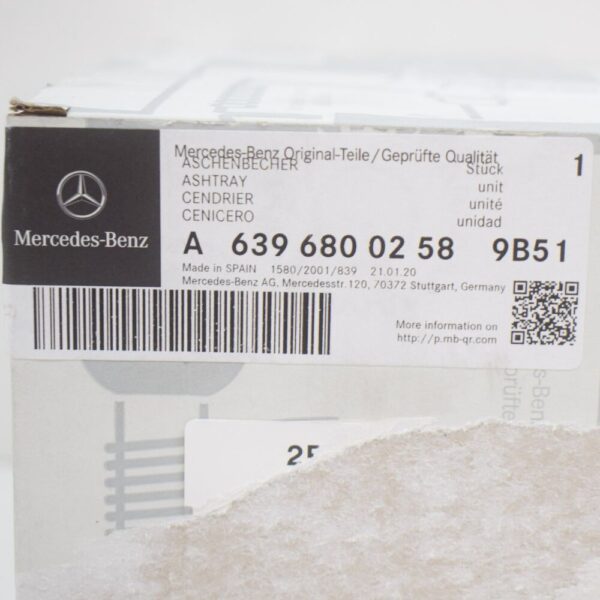 Mercedes-Benz Original-Teile/Geprüfte Qualität
1
ASCHENBECHER Stück
ASHTRAY unit
CENDRIER unité
CENICERO unidad
Mercedes-Benz
A 639 680 02 58 9B51
Made in SPAIN 1580/2001/839 21.01.20
Mercedes-Benz AG, Mercedesstr.120, 70372 Stuttgart, Germany
More information on
http://p.mb-qr.com